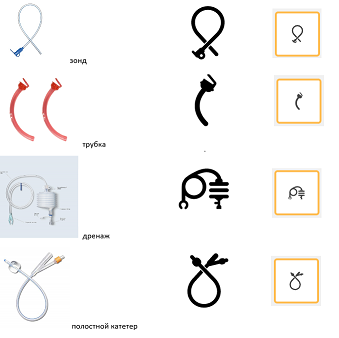 зонд
трубка
дренаж
полостной катетер